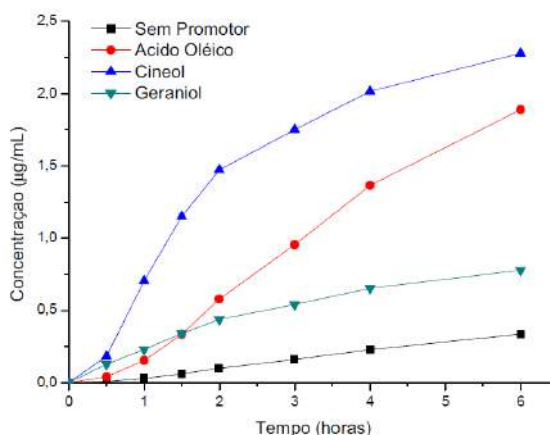 Sem Promotor
Acido Oléico
Cineol
Geraniol
2,5
2,0
1,5
1,0
0,5
0,0
Concentraçao (µg/mL)
0 1 2 3 4 5 6
Tempo (horas)